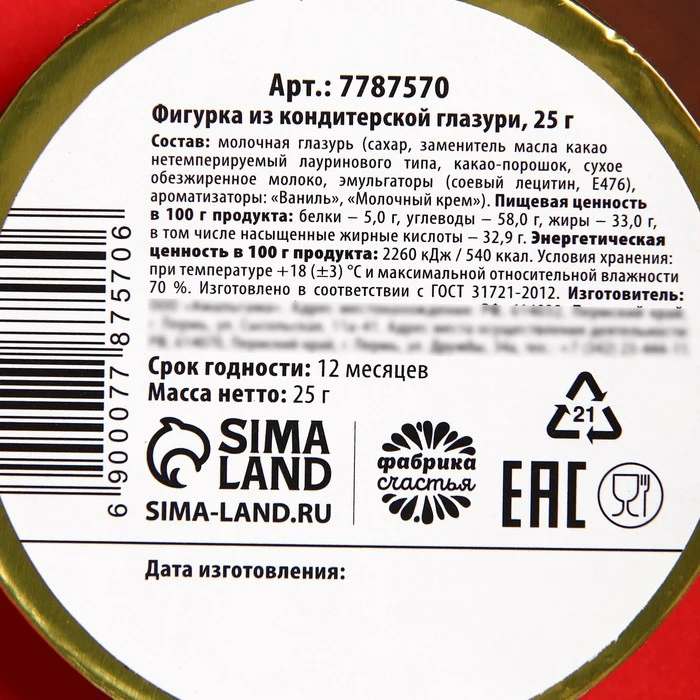 Арт.: 7787570
Фигурка из кондитерской глазури, 25 г
Состав: молочная глазурь (сахар, заменитель масла какао
нетемперируемый лауринового типа, какао-порошок, сухое
обезжиренное молоко, эмульгаторы (соевый лецитин, Е476),
ароматизаторы: «Ваниль», «Молочный крем»). Пищевая ценность
в 100 г продукта: белки – 5,0 г, углеводы – 58,0 г, жиры – 33,0 г,
в том числе насыщенные жирные кислоты – 32,9 г. Энергетическая
ценность в 100 г продукта: 2260 кДж / 540 ккал. Условия хранения:
при температуре +18 (±3) °С и максимальной относительной влажности
70 %. Изготовлено в соответствии с ГОСТ 31721-2012. Изготовитель:
Срок годности: 12 месяцев
Масса нетто: 25 г
6 900077 875706
SIMA
LAND
SIMA-LAND.RU
фабрика
счастья
21
EAC
Дата изготовления: